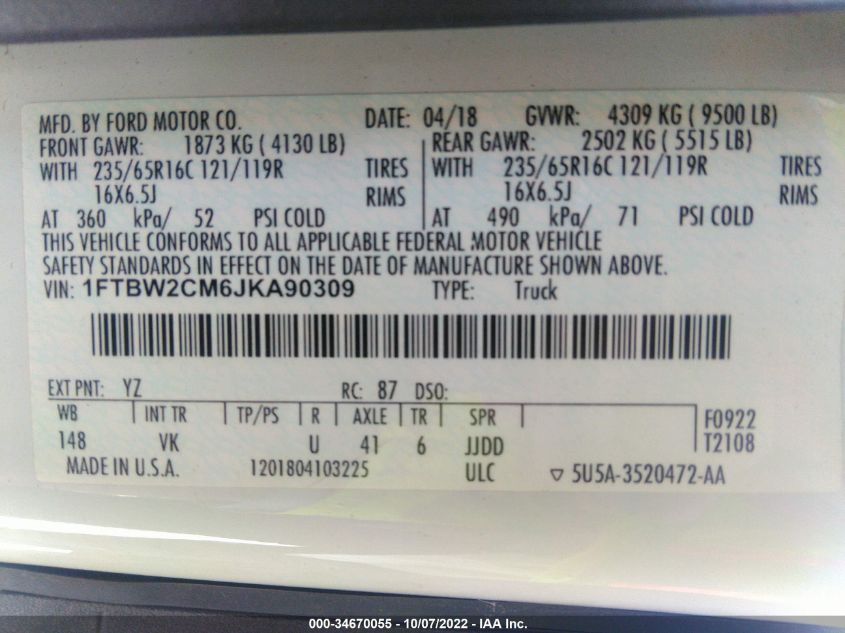 MFD. BY FORD MOTOR CO. DATE: 04/18 GVWR: 4309 KG ( 9500 LB)
FRONT GAWR: 1873 KG ( 4130 LB) REAR GAWR: 2502 KG ( 5515 LB)
WITH 235/65R16C 121/119R TIRES WITH 235/65R16C 121/119R TIRES
16X6.5J RIMS 16X6.5J RIMS
AT 360 kPa/ 52 PSI COLD AT 490 kPa/ 71 PSI COLD
THIS VEHICLE CONFORMS TO ALL APPLICABLE FEDERAL MOTOR VEHICLE
SAFETY STANDARDS IN EFFECT ON THE DATE OF MANUFACTURE SHOWN ABOVE.
VIN: 1FTBW2CM6JKA90309 TYPE: Truck
EXT PNT: YZ RC: 87 DSO:
WB INT TR TP/PS R AXLE TR SPR F0922
148 VK U 41 6 JJDD T2108
MADE IN U.S.A. 1201804103225 ULC ▽ 5U5A-3520472-AA
000-34670055 - 10/07/2022 - IAA Inc.